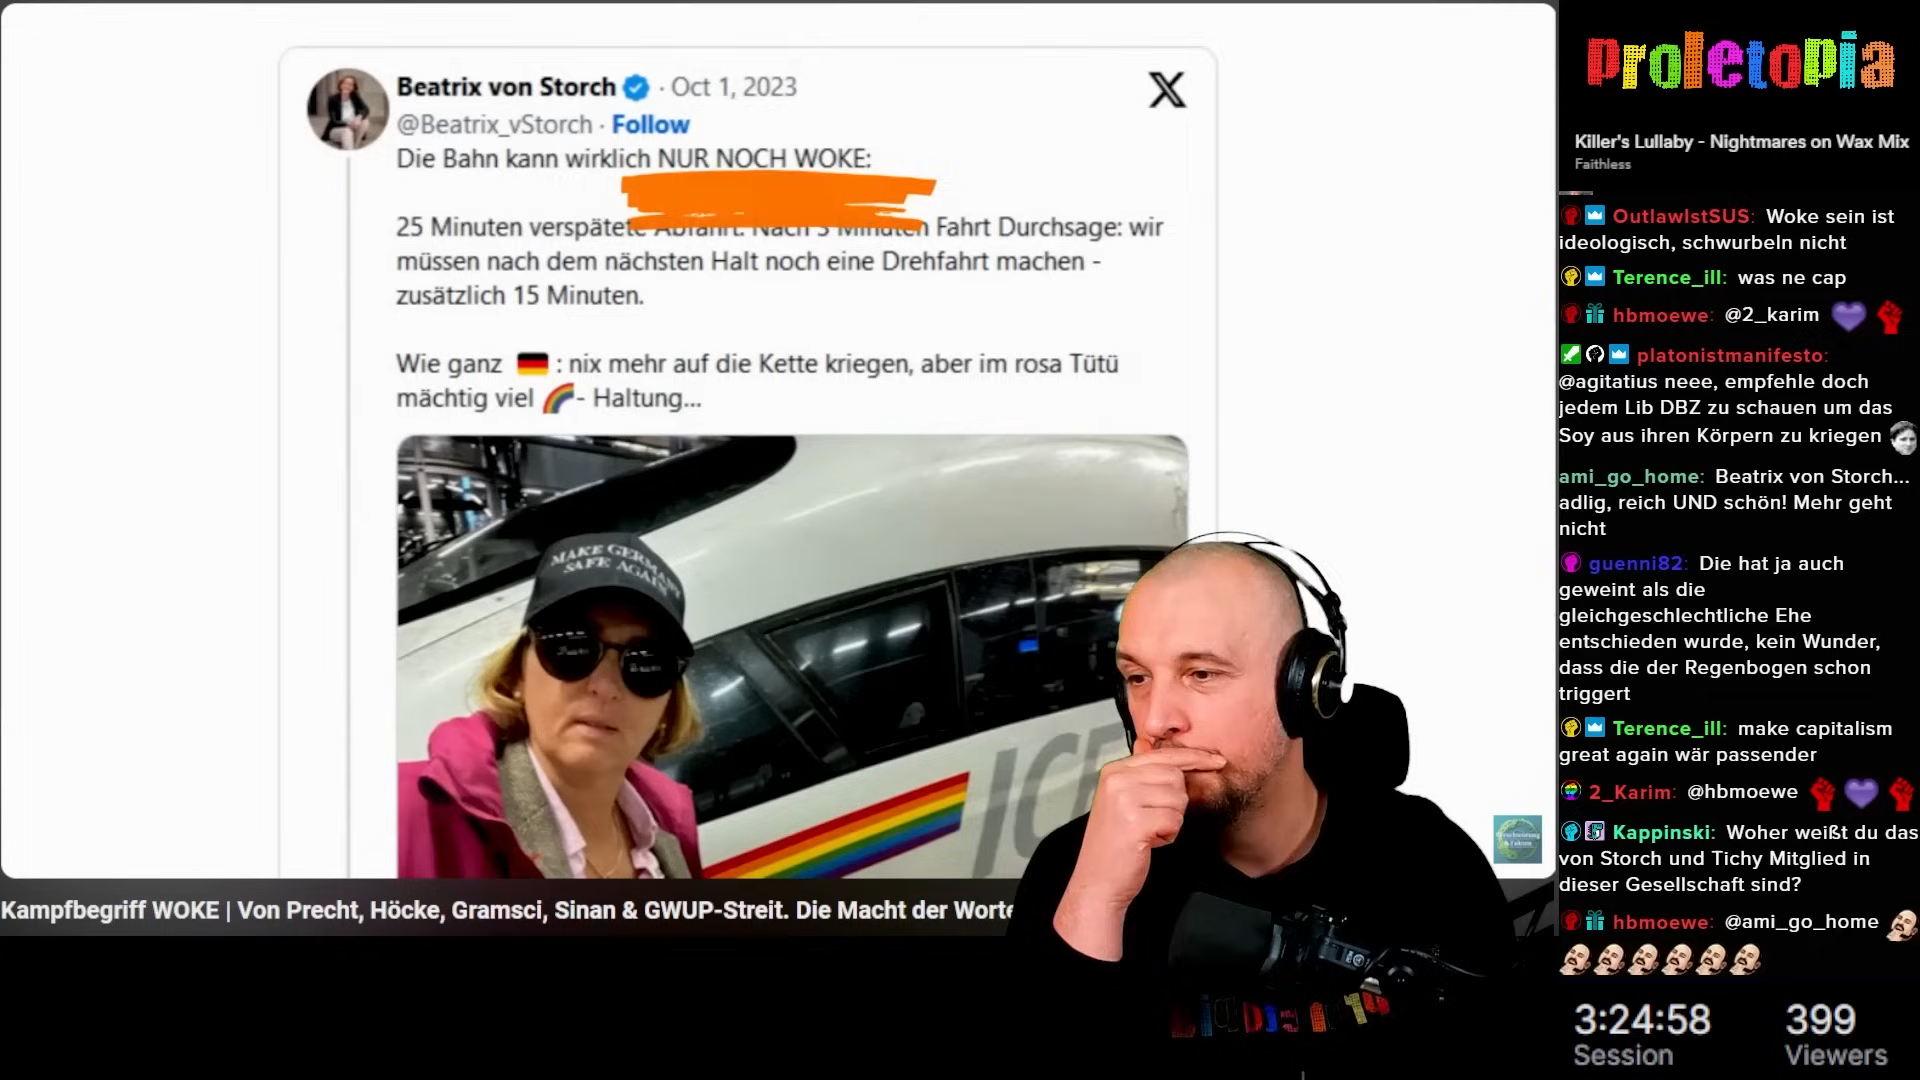 Beatrix von Storch · Oct 1, 2023
@Beatrix_vStorch · Follow
Die Bahn kann wirklich NUR NOCH WOKE:
25 Minuten verspätete Abfahrt. Nach 5 Minuten Fahrt Durchsage: wir
müssen nach dem nächsten Halt noch eine Drehfahrt machen -
zusätzlich 15 Minuten.
Wie ganz : nix mehr auf die Kette kriegen, aber im rosa Tütü
mächtig viel - Haltung...
MAKE GERMANY
SAFE AGAIN
ICE
Kampfbegriff WOKE | Von Precht, Höcke, Gramsci, Sinan & GWUP-Streit. Die Macht der Worte
Proletopia
Killer's Lullaby - Nightmares on Wax Mix
Faithless
OutlawIstSUS: Woke sein ist
ideologisch, schwurbeln nicht
Terence_ill: was ne cap
hbmoewe: @2_karim
platonistmanifesto:
@agitatius neee, empfehle doch
jedem Lib DBZ zu schauen um das
Soy aus ihren Körpern zu kriegen
ami_go_home: Beatrix von Storch...
adlig, reich UND schön! Mehr geht
nicht
guenni82: Die hat ja auch
geweint als die
gleichgeschlechtliche Ehe
entschieden wurde, kein Wunder,
dass die der Regenbogen schon
triggert
Terence_ill: make capitalism
great again wär passender
2_Karim: @hbmoewe
Kappinski: Woher weißt du das
von Storch und Tichy Mitglied in
dieser Gesellschaft sind?
hbmoewe: @ami_go_home
3:24:58
Session
399
Viewers